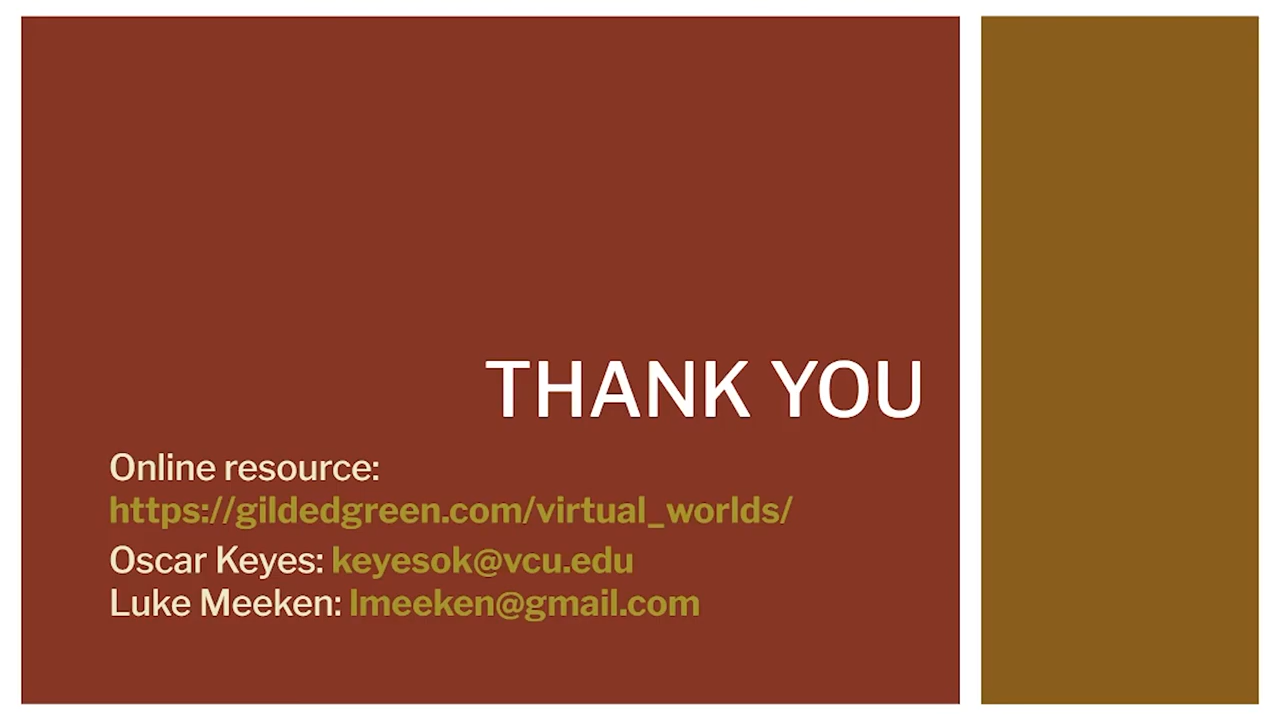 THANK YOU
Online resource:
https://gildedgreen.com/virtual_worlds/
Oscar Keyes: keyesok@vcu.edu
Luke Meeken: lmeeken@gmail.com